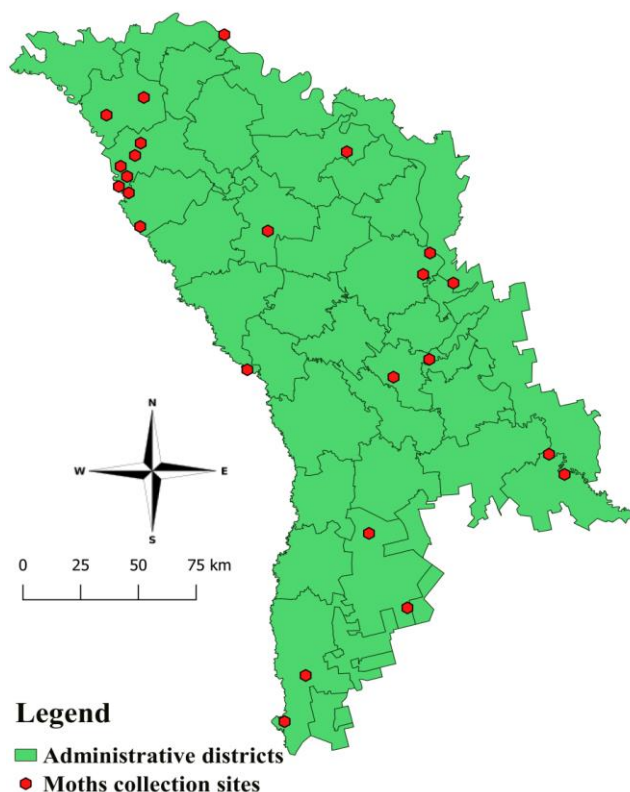 N
W E
S
0 25 50 75 km
Legend
Administrative districts
Moths collection sites